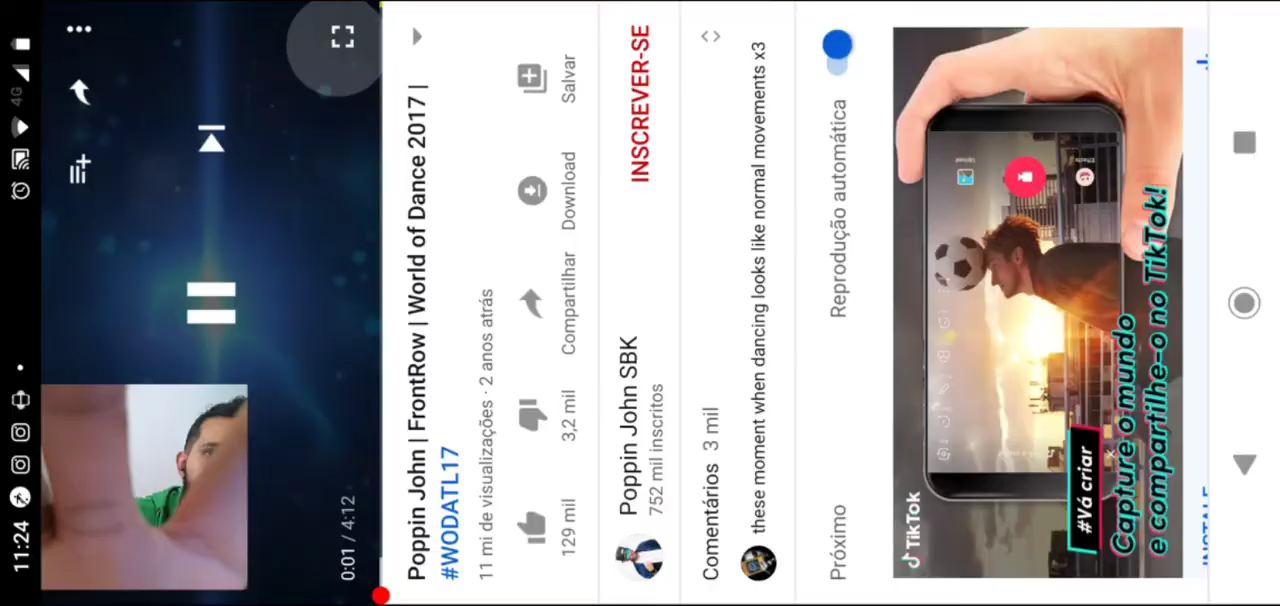 11:24
4G
0:01 / 4:12
Poppin John | FrontRow | World of Dance 2017 |
#WODATL17
11 mi de visualizações · 2 anos atrás
129 mil
3,2 mil
Compartilhar
Download
Salvar
Poppin John SBK
752 mil inscritos
INSCREVER-SE
Comentários 3 mil
these moment when dancing looks like normal movements x3
Próximo
Reprodução automática
TikTok
Upload
Effects
#Vá criar
Capture o mundo
e compartilhe-o no TikTok!